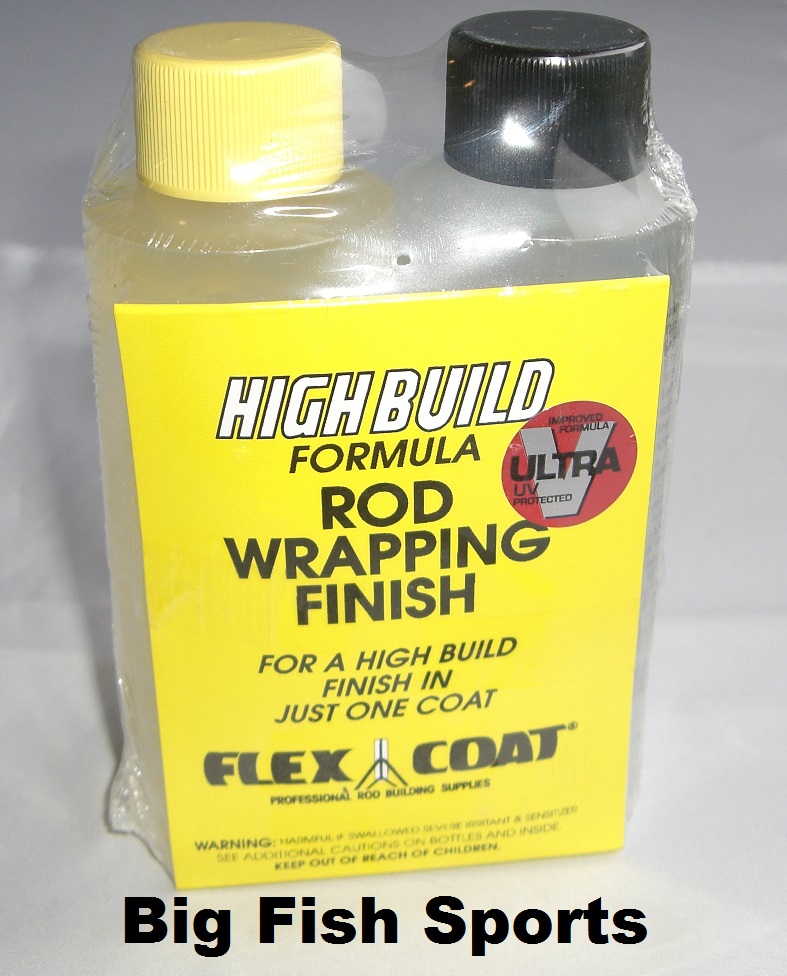 HIGH BUILD
FORMULA
IMPROVED
FORMULA
V
ULTRA
UV
PROTECTED
ROD
WRAPPING
FINISH
FOR A HIGH BUILD
FINISH IN
JUST ONE COAT
FLEX COAT®
PROFESSIONAL ROD BUILDING SUPPLIES
WARNING: HARMFUL IF SWALLOWED SEVERE IRRITANT & SENSITIZER
SEE ADDITIONAL CAUTIONS ON BOTTLES AND INSIDE.
KEEP OUT OF REACH OF CHILDREN.
Big Fish Sports